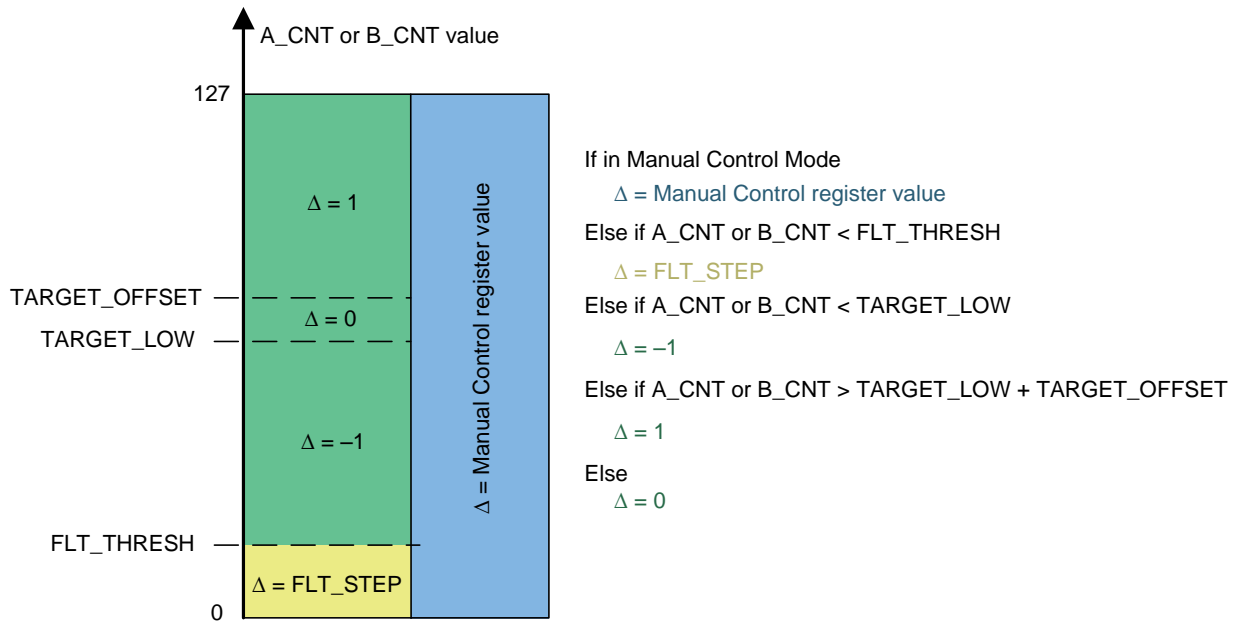 A_CNT or B_CNT value
127
Δ = 1
TARGET_OFFSET
Δ = 0
TARGET_LOW
Δ = –1
FLT_THRESH
Δ = FLT_STEP
0
Δ = Manual Control register value
If in Manual Control Mode
Δ = Manual Control register value
Else if A_CNT or B_CNT < FLT_THRESH
Δ = FLT_STEP
Else if A_CNT or B_CNT < TARGET_LOW
Δ = –1
Else if A_CNT or B_CNT > TARGET_LOW + TARGET_OFFSET
Δ = 1
Else
Δ = 0